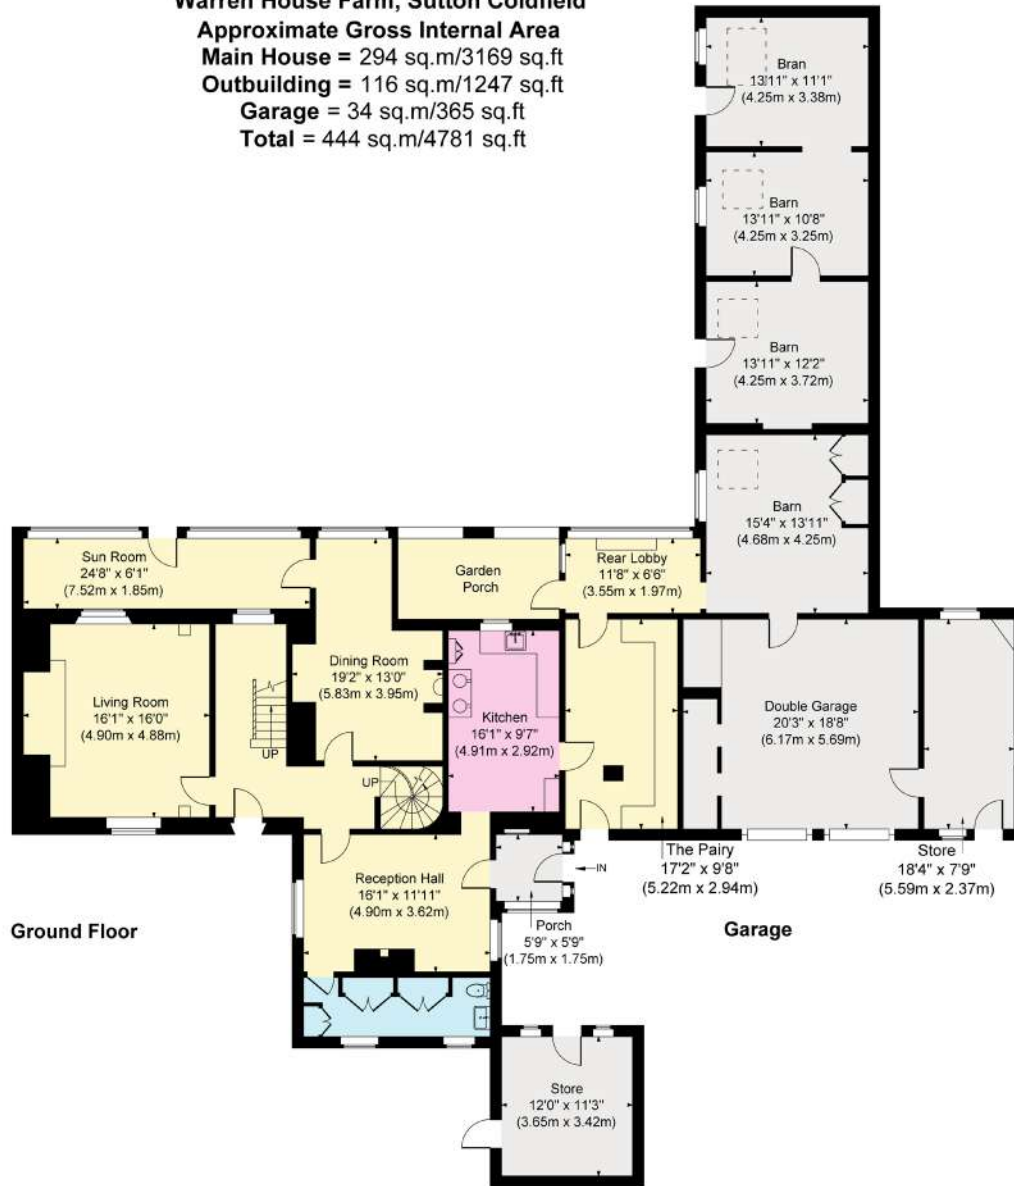 Warren House Farm, Sutton Coldfield
Approximate Gross Internal Area
Main House = 294 sq.m/3169 sq.ft
Outbuilding = 116 sq.m/1247 sq.ft
Garage = 34 sq.m/365 sq.ft
Total = 444 sq.m/4781 sq.ft
Bran
13'11" x 11'1"
(4.25m x 3.38m)
Barn
13'11" x 10'8"
(4.25m x 3.25m)
Barn
13'11" x 12'2"
(4.25m x 3.72m)
Barn
15'4" x 13'11"
(4.68m x 4.25m)
Sun Room
24'8" x 6'1"
(7.52m x 1.85m)
Garden
Porch
Rear Lobby
11'8" x 6'6"
(3.55m x 1.97m)
Living Room
16'1" x 16'0"
(4.90m x 4.88m)
UP
Dining Room
19'2" x 13'0"
(5.83m x 3.95m)
UP
Kitchen
16'1" x 9'7"
(4.91m x 2.92m)
Double Garage
20'3" x 18'8"
(6.17m x 5.69m)
The Pairy
17'2" x 9'8"
(5.22m x 2.94m)
Store
18'4" x 7'9"
(5.59m x 2.37m)
Reception Hall
16'1" x 11'11"
(4.90m x 3.62m)
IN
Porch
5'9" x 5'9"
(1.75m x 1.75m)
Ground Floor
Garage
Store
12'0" x 11'3"
(3.65m x 3.42m)